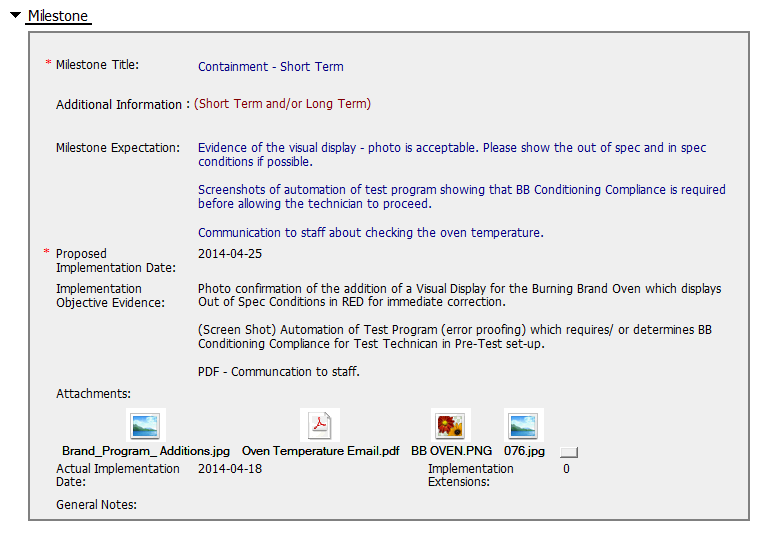 Milestone
* Milestone Title: Containment - Short Term
Additional Information : (Short Term and/or Long Term)
Milestone Expectation: Evidence of the visual display - photo is acceptable. Please show the out of spec and in spec
conditions if possible.
Screenshots of automation of test program showing that BB Conditioning Compliance is required
before allowing the technician to proceed.
Communication to staff about checking the oven temperature.
* Proposed 2014-04-25
Implementation Date:
Implementation Photo confirmation of the addition of a Visual Display for the Burning Brand Oven which displays
Objective Evidence: Out of Spec Conditions in RED for immediate correction.
(Screen Shot) Automation of Test Program (error proofing) which requires/ or determines BB
Conditioning Compliance for Test Technican in Pre-Test set-up.
PDF - Communcation to staff.
Attachments:
Brand_Program_ Additions.jpg Oven Temperature Email.pdf BB OVEN.PNG 076.jpg
Actual Implementation 2014-04-18 Implementation 0
Date: Extensions:
General Notes: